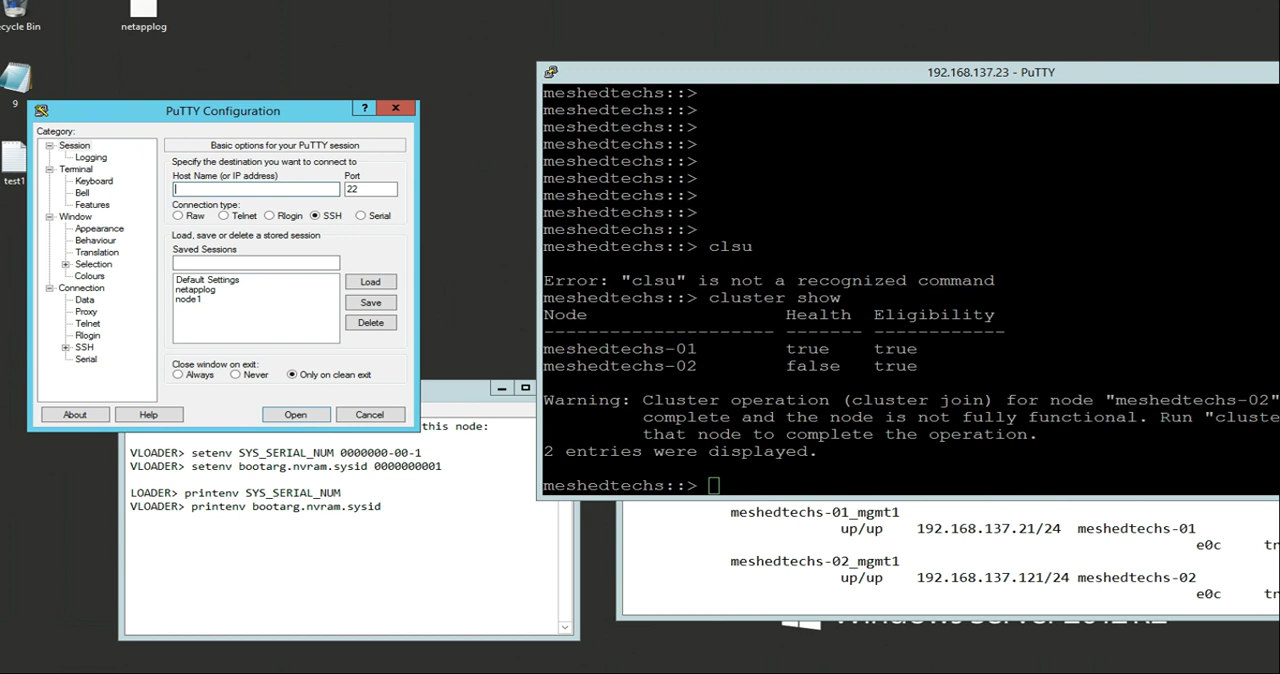 ecycle Bin
netapplog
9
test1
PuTTY Configuration
?
Category:
Session
Logging
Terminal
Keyboard
Bell
Features
Window
Appearance
Behaviour
Translation
Selection
Colours
Connection
Data
Proxy
Telnet
Rlogin
SSH
Serial
Basic options for your PuTTY session
Specify the destination you want to connect to
Host Name (or IP address) Port
22
Connection type:
Raw Telnet Rlogin SSH Serial
Load, save or delete a stored session
Saved Sessions
Default Settings
netapplog
node1
Load
Save
Delete
Close window on exit:
Always Never Only on clean exit
About Help Open Cancel
this node:
VLOADER> setenv SYS_SERIAL_NUM 0000000-00-1
VLOADER> setenv bootarg.nvram.sysid 0000000001
LOADER> printenv SYS_SERIAL_NUM
VLOADER> printenv bootarg.nvram.sysid
192.168.137.23 - PuTTY
meshedtechs::>
meshedtechs::>
meshedtechs::>
meshedtechs::>
meshedtechs::>
meshedtechs::>
meshedtechs::>
meshedtechs::>
meshedtechs::>
meshedtechs::> clsu
Error: "clsu" is not a recognized command
meshedtechs::> cluster show
Node Health Eligibility
--------------------- ------- ------------
meshedtechs-01 true true
meshedtechs-02 false true
Warning: Cluster operation (cluster join) for node "meshedtechs-02"
complete and the node is not fully functional. Run "cluste
that node to complete the operation.
2 entries were displayed.
meshedtechs::>
meshedtechs-01_mgmt1
up/up 192.168.137.21/24 meshedtechs-01
e0c tr
meshedtechs-02_mgmt1
up/up 192.168.137.121/24 meshedtechs-02
e0c tr